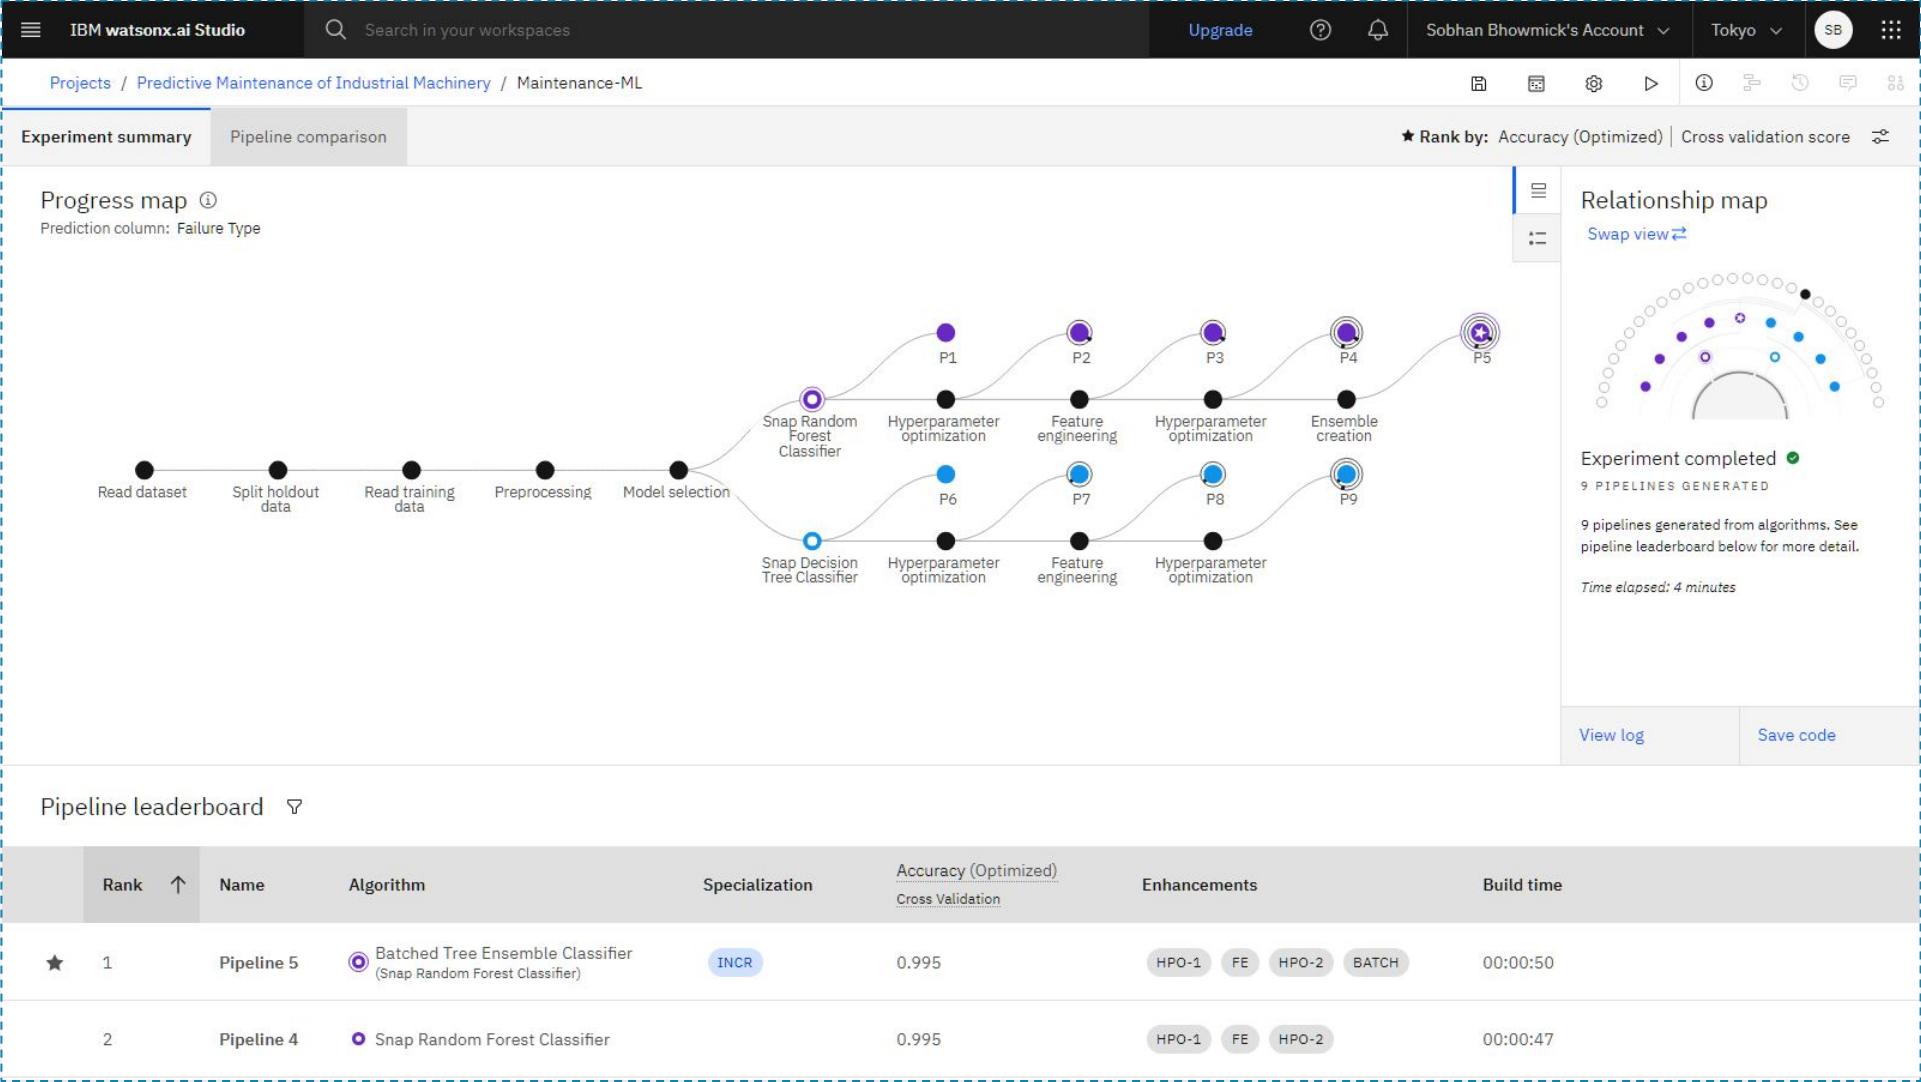 IBM watsonx.ai Studio
Search in your workspaces
Upgrade
Sobhan Bhowmick's Account
Tokyo
SB
Projects / Predictive Maintenance of Industrial Machinery / Maintenance-ML
Experiment summary
Pipeline comparison
Rank by: Accuracy (Optimized) | Cross validation score
Progress map
Prediction column: Failure Type
P1
P2
P3
P4
P5
Snap Random
Forest
Classifier
Hyperparameter
optimization
Feature
engineering
Hyperparameter
optimization
Ensemble
creation
Read dataset
Split holdout
data
Read training
data
Preprocessing
Model selection
P6
P7
P8
P9
Snap Decision
Tree Classifier
Hyperparameter
optimization
Feature
engineering
Hyperparameter
optimization
Relationship map
Swap view
Experiment completed
9 PIPELINES GENERATED
9 pipelines generated from algorithms. See
pipeline leaderboard below for more detail.
Time elapsed: 4 minutes
View log
Save code
Pipeline leaderboard
Rank
Name
Algorithm
Specialization
Accuracy (Optimized)
Cross Validation
Enhancements
Build time
1
Pipeline 5
Batched Tree Ensemble Classifier
(Snap Random Forest Classifier)
INCR
0.995
HPO-1 FE HPO-2 BATCH
00:00:50
2
Pipeline 4
Snap Random Forest Classifier
0.995
HPO-1 FE HPO-2
00:00:47